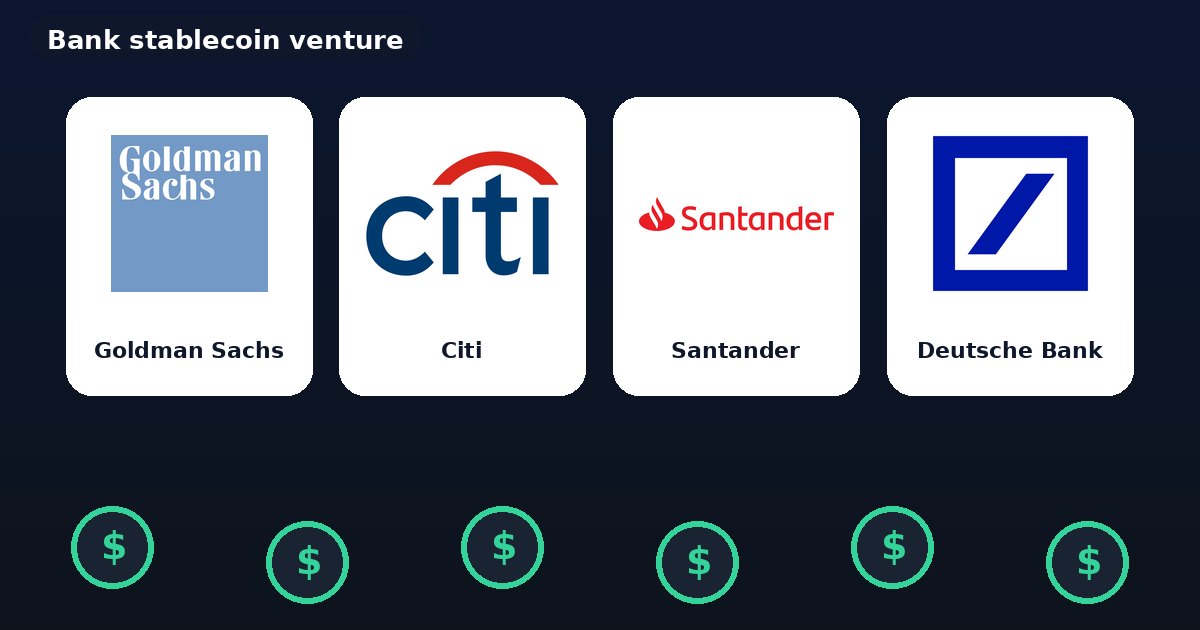 Bank stablecoin venture
Goldman
Sachs
citi
Santander
Goldman Sachs
Citi
Santander
Deutsche Bank
$ $ $ $ $ $